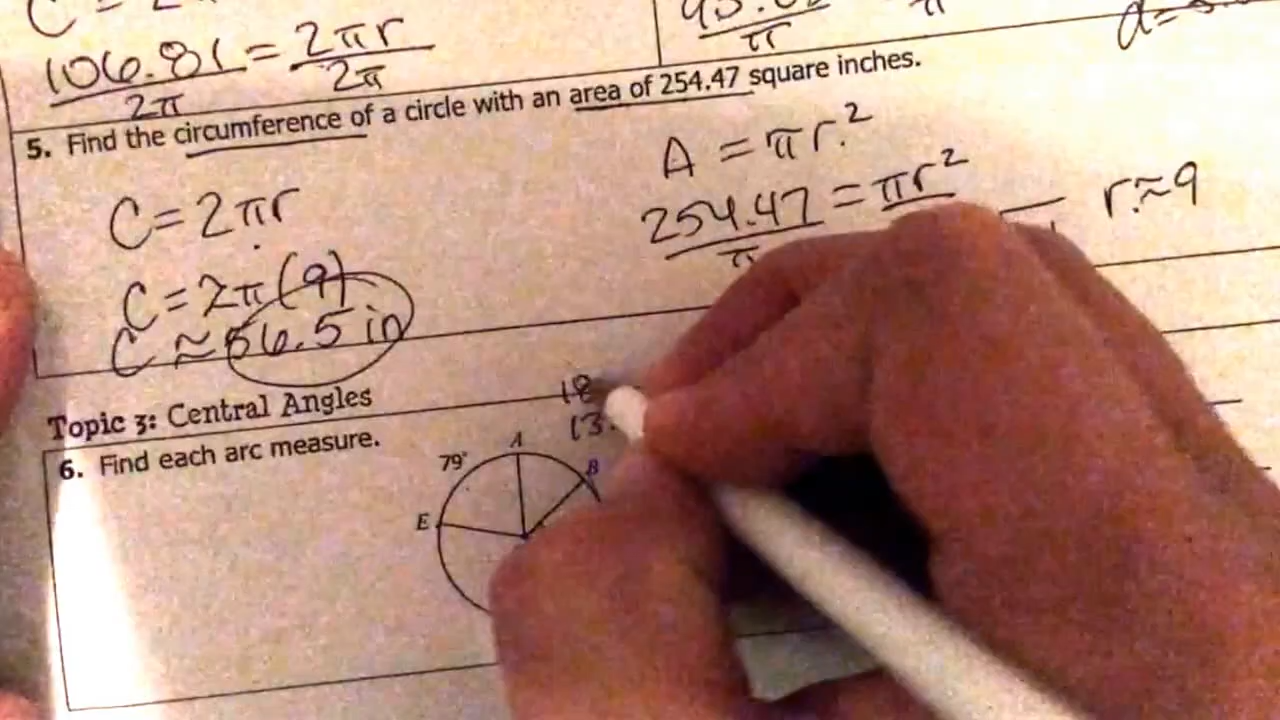 106.81 = 2πr
2π 2π
π
5. Find the circumference of a circle with an area of 254.47 square inches.
C = 2πr
C = 2π(9)
C ≈ 56.5 in
A = πr²
254.47 = πr²
π
r ≈ 9
Topic 3: Central Angles
6. Find each arc measure.
18
13
79°
A
B
E